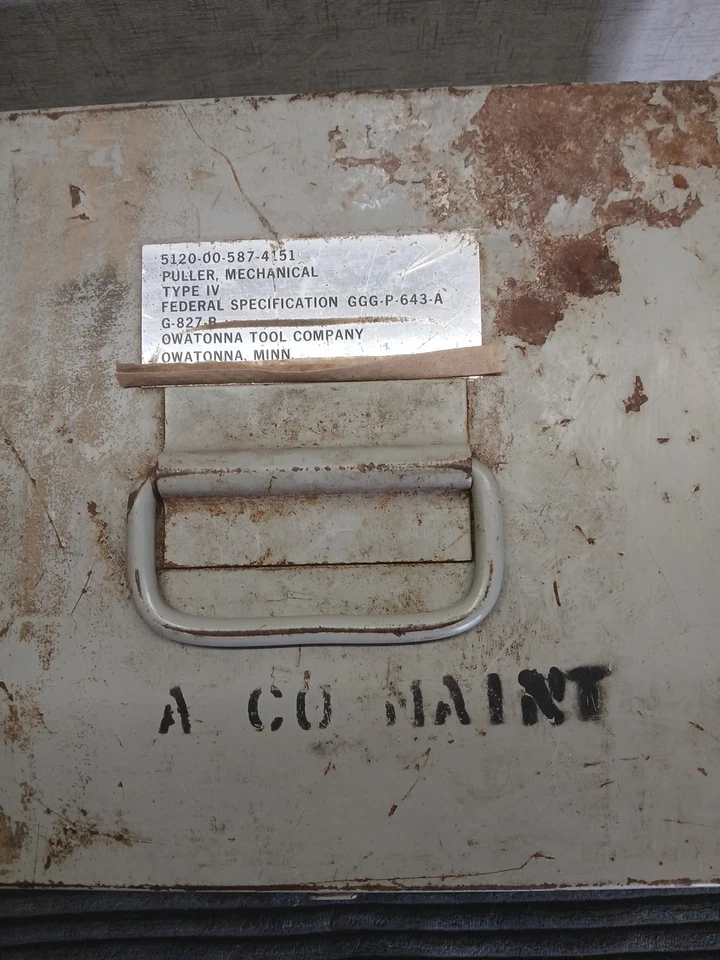 5120-00-587-4151
PULLER, MECHANICAL
TYPE IV
FEDERAL SPECIFICATION GGG-P-643-A
G-827-B
OWATONNA TOOL COMPANY
OWATONNA, MINN.
A CO MAINT